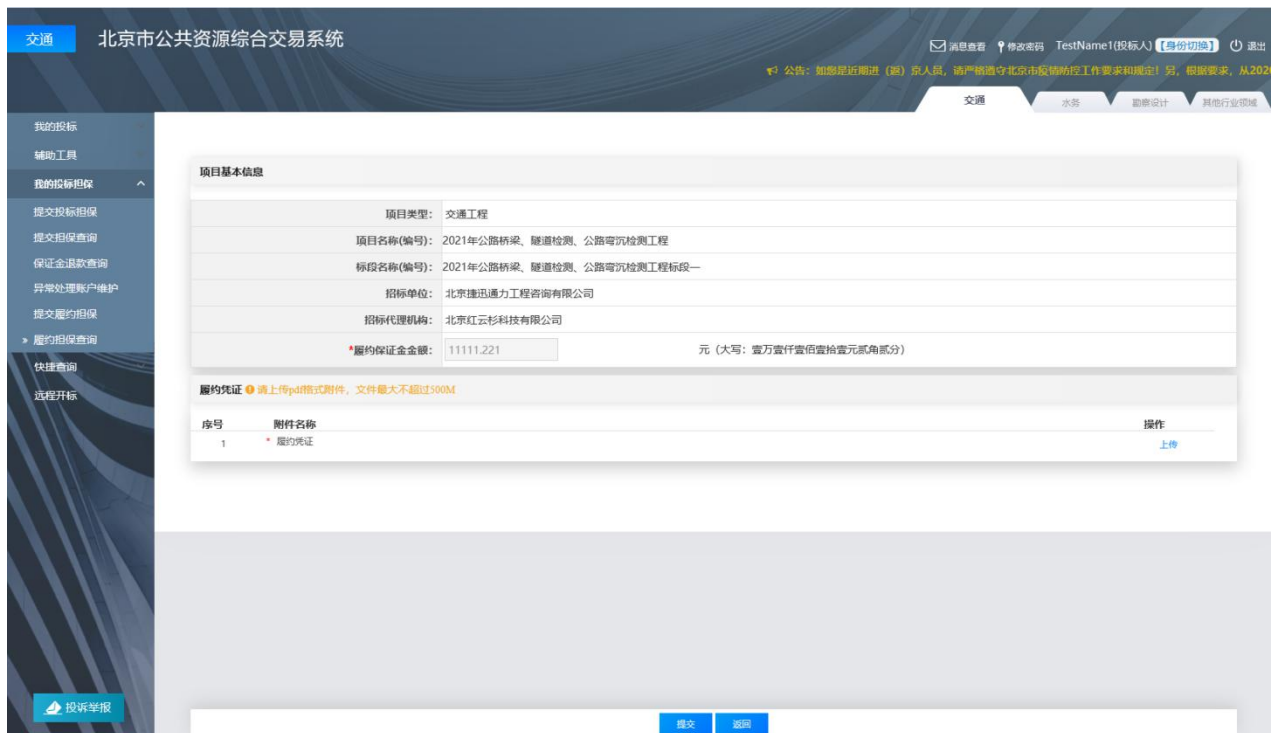 交通
北京市公共资源综合交易系统
消息查看 修改密码 TestName1(投标人) 【身份切换】 退出
公告：如您是近期进（返）京人员，请严格遵守北京市疫情防控工作要求和规定！另，根据要求，从202
交通 水务 勘察设计 其他行业领域
我的投标
辅助工具
我的投标担保
提交投标担保
提交担保查询
保证金退款查询
异常处理账户维护
提交履约担保
» 履约担保查询
快捷查询
远程开标
投诉举报
项目基本信息
项目类型： 交通工程
项目名称(编号)： 2021年公路桥梁、隧道检测、公路弯沉检测工程
标段名称(编号)： 2021年公路桥梁、隧道检测、公路弯沉检测工程标段一
招标单位： 北京捷迅通力工程咨询有限公司
招标代理机构： 北京红云杉科技有限公司
*履约保证金金额： 11111.221 元（大写：壹万壹仟壹佰壹拾壹元贰角贰分）
履约凭证 请上传pdf格式附件，文件最大不超过500M
序号 附件名称 操作
1 * 履约凭证 上传
提交 返回